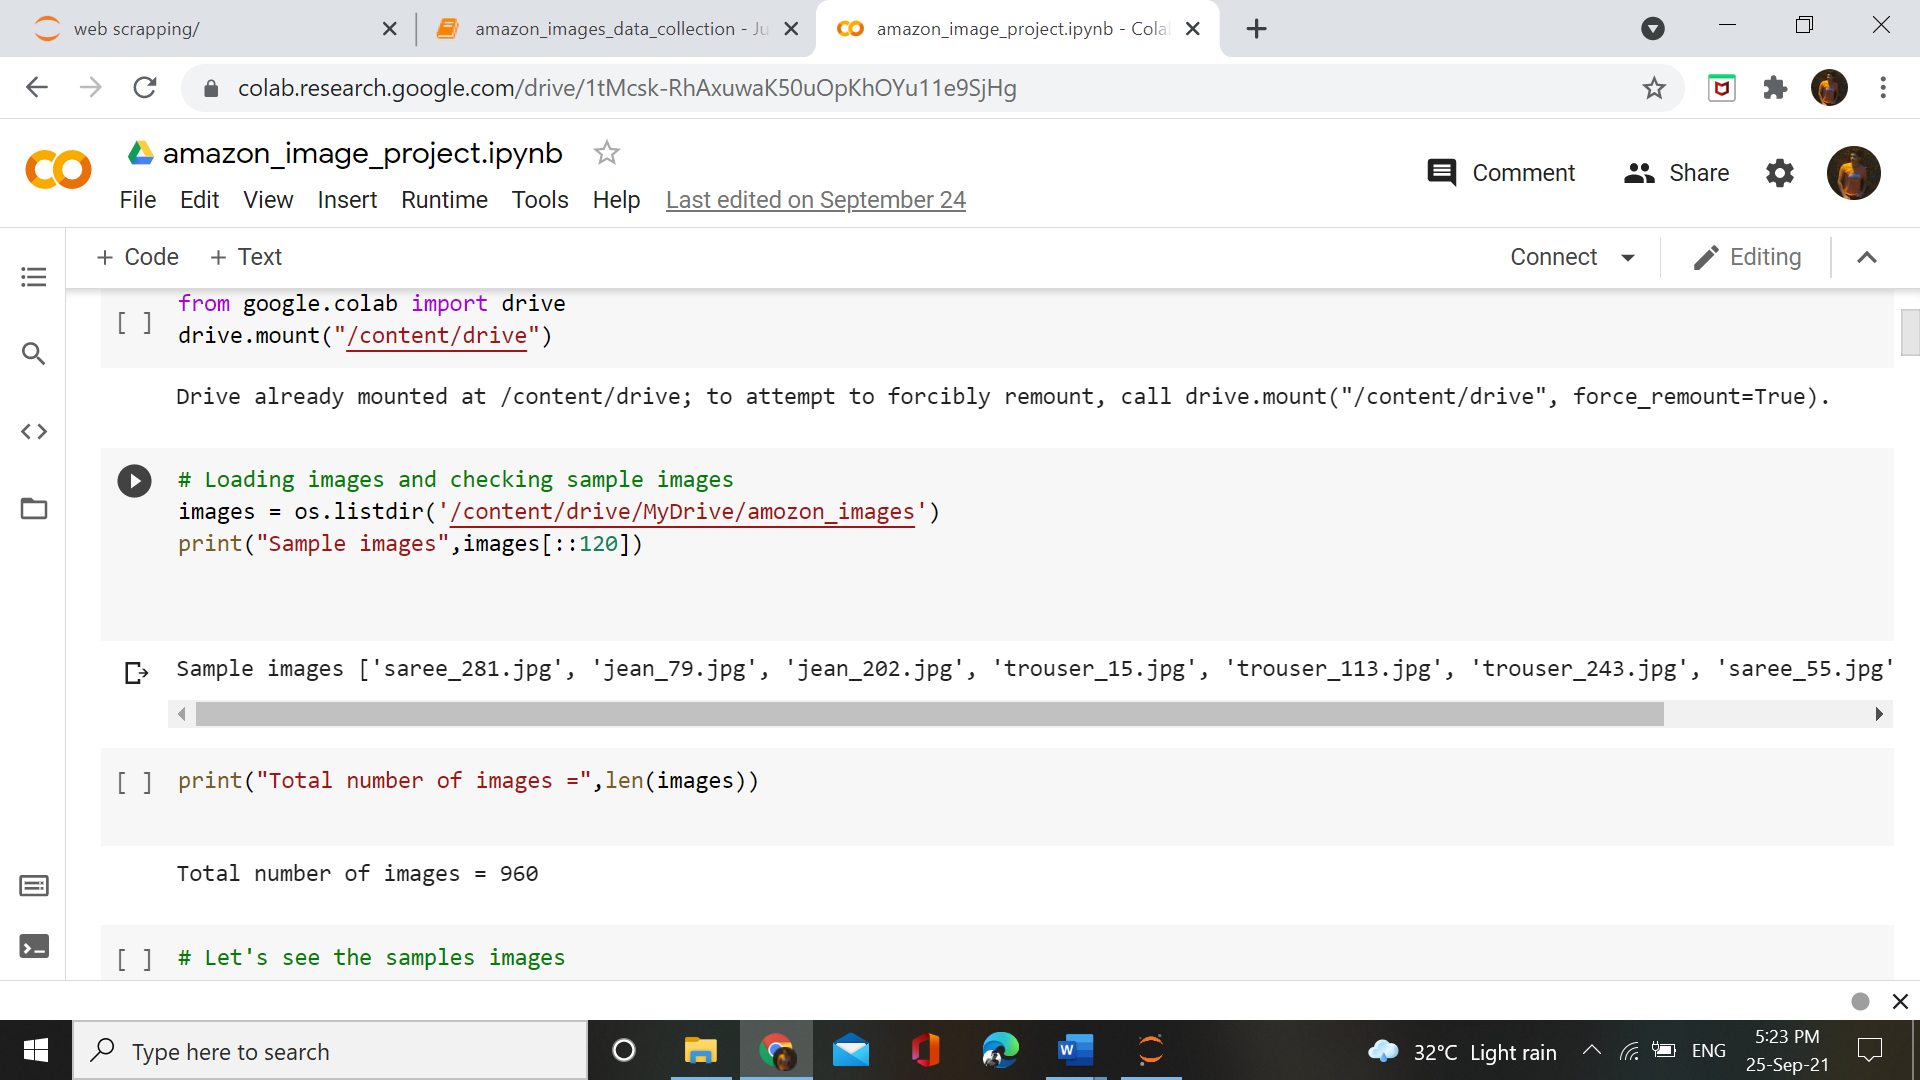 web scrapping/
amazon_images_data_collection - Ju
amazon_image_project.ipynb - Cola
colab.research.google.com/drive/1tMcsk-RhAxuwaK50uOpKhOYu11e9SjHg
amazon_image_project.ipynb
Comment
Share
File Edit View Insert Runtime Tools Help Last edited on September 24
+ Code + Text
Connect
Editing
from google.colab import drive
[ ]
drive.mount("/content/drive")
Drive already mounted at /content/drive; to attempt to forcibly remount, call drive.mount("/content/drive", force_remount=True).
# Loading images and checking sample images
images = os.listdir('/content/drive/MyDrive/amozon_images')
print("Sample images",images[::120])
Sample images ['saree_281.jpg', 'jean_79.jpg', 'jean_202.jpg', 'trouser_15.jpg', 'trouser_113.jpg', 'trouser_243.jpg', 'saree_55.jpg'
[ ] print("Total number of images =",len(images))
Total number of images = 960
[ ] # Let's see the samples images
Type here to search
32°C Light rain
ENG
5:23 PM
25-Sep-21